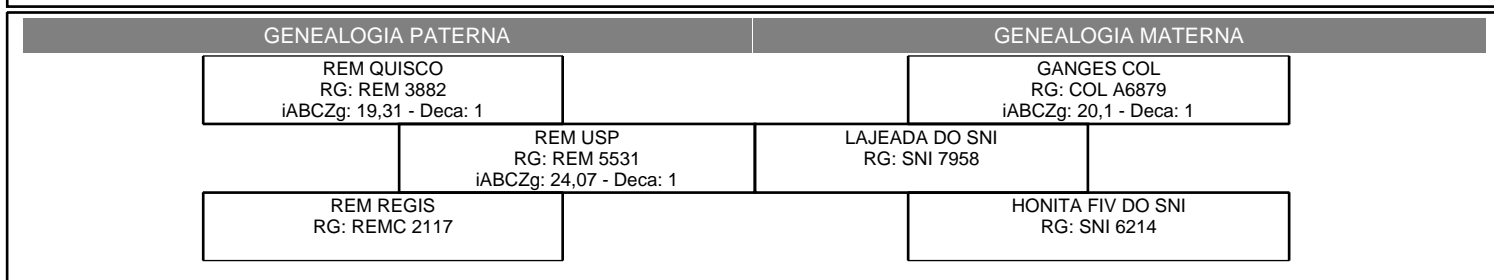 GENEALOGIA PATERNA
GENEALOGIA MATERNA
REM QUISCO
RG: REM 3882
iABCZg: 19,31 - Deca: 1
GANGES COL
RG: COL A6879
iABCZg: 20,1 - Deca: 1
REM USP
RG: REM 5531
iABCZg: 24,07 - Deca: 1
LAJEADA DO SNI
RG: SNI 7958
REM REGIS
RG: REMC 2117
HONITA FIV DO SNI
RG: SNI 6214